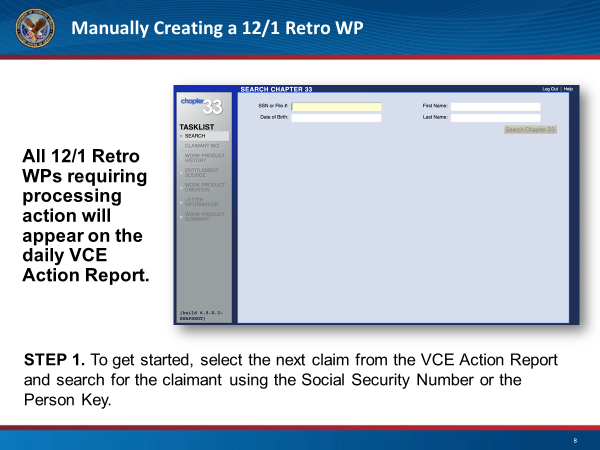 Manually Creating a 12/1 Retro WP
SEARCH CHAPTER 33
Log Out | Help
chapter 33
SSN or File #:
First Name:
Date of Birth:
Last Name:
Search Chapter 33
TASKLIST
SEARCH
CLAIMANT BIO
WORK PRODUCT
HISTORY
ENTITLEMENT
SOURCE
WORK PRODUCT
CREATION
LETTER
INFORMATION
WORK PRODUCT
SUMMARY
(build 6.5.0.3-
SNAPSHOT)
All 12/1 Retro
WPs requiring
processing
action will
appear on the
daily VCE
Action Report.
STEP 1. To get started, select the next claim from the VCE Action Report
and search for the claimant using the Social Security Number or the
Person Key.
8